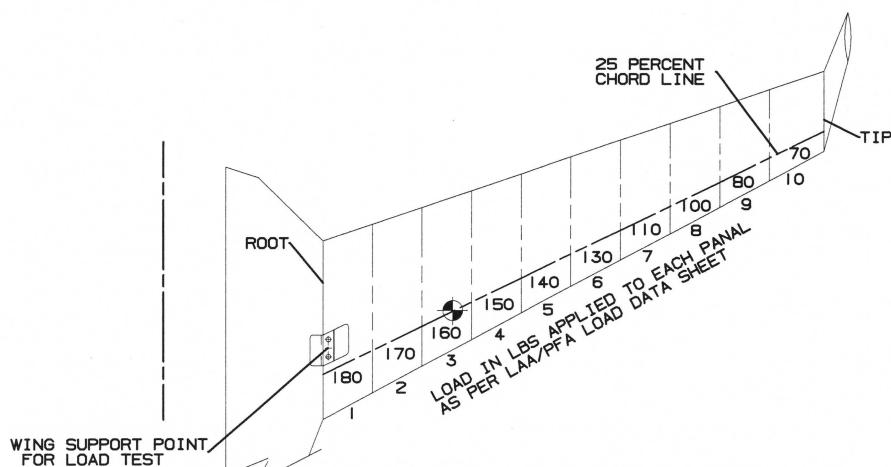 25 PERCENT
CHORD LINE
TIP
ROOT
70
80
100
110
130
140
150
160
170
180
10
9
8
7
6
5
4
3
2
1
LOAD IN LBS APPLIED TO EACH PANAL
AS PER LAA/PFA LOAD DATA SHEET
WING SUPPORT POINT
FOR LOAD TEST